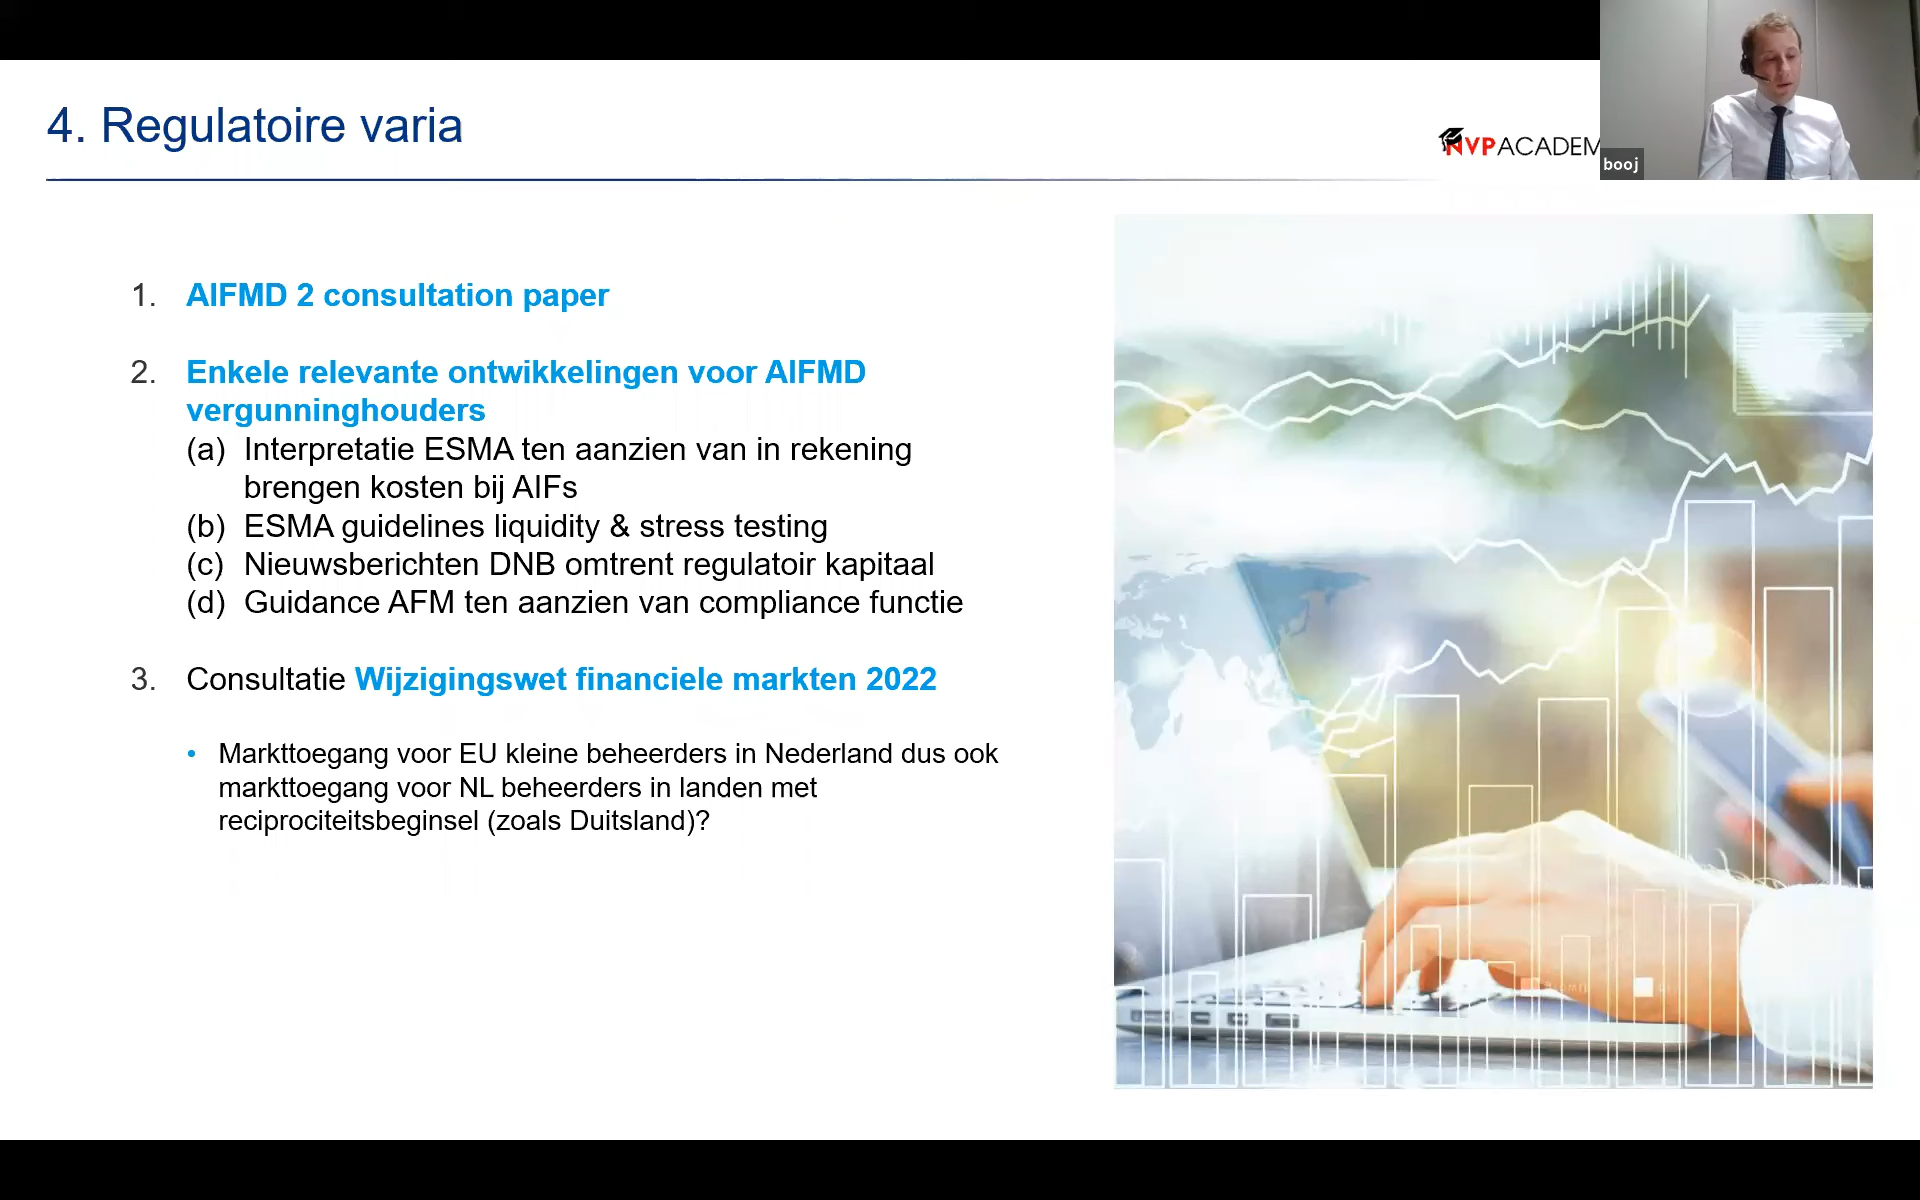 4. Regulatoire varia
NVPACADEM
booj
1. AIFMD 2 consultation paper
2. Enkele relevante ontwikkelingen voor AIFMD
vergunninghouders
(a) Interpretatie ESMA ten aanzien van in rekening
brengen kosten bij AIFs
(b) ESMA guidelines liquidity & stress testing
(c) Nieuwsberichten DNB omtrent regulatoir kapitaal
(d) Guidance AFM ten aanzien van compliance functie
3. Consultatie Wijzigingswet financiele markten 2022
• Markttoegang voor EU kleine beheerders in Nederland dus ook
markttoegang voor NL beheerders in landen met
reciprociteitsbeginsel (zoals Duitsland)?